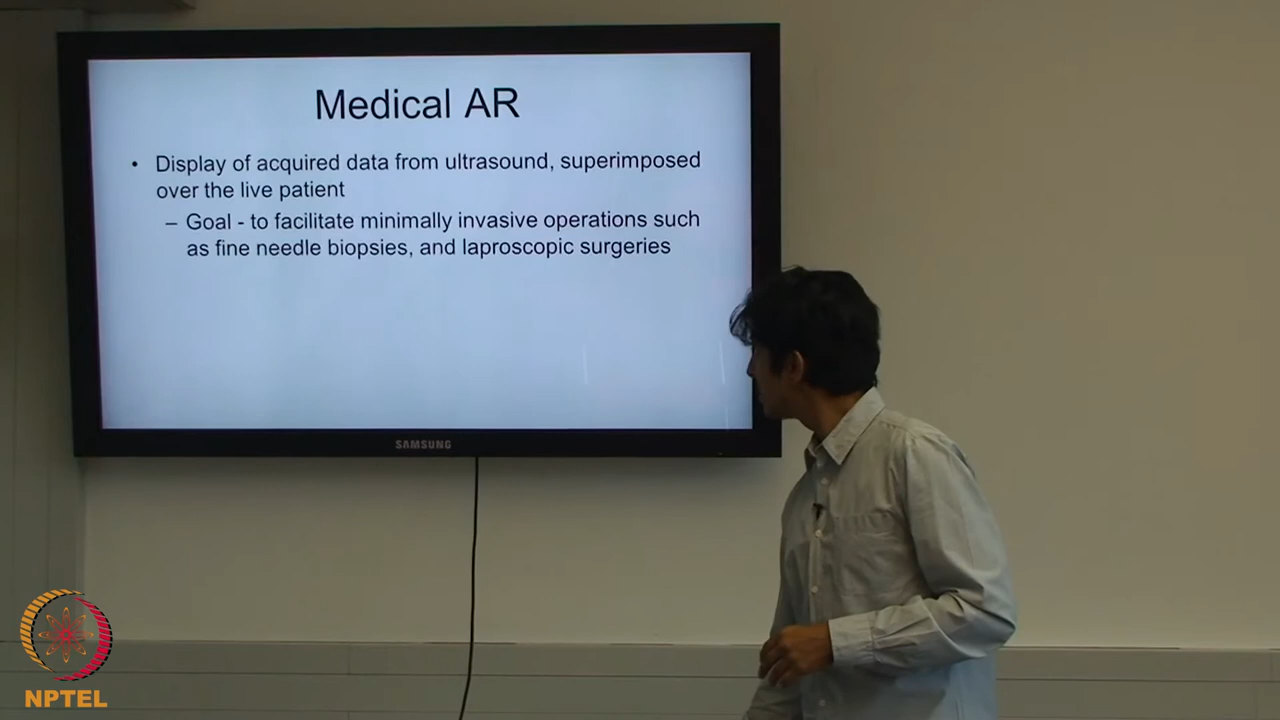 Medical AR
• Display of acquired data from ultrasound, superimposed
over the live patient
– Goal - to facilitate minimally invasive operations such
as fine needle biopsies, and laproscopic surgeries
SAMSUNG
NPTEL